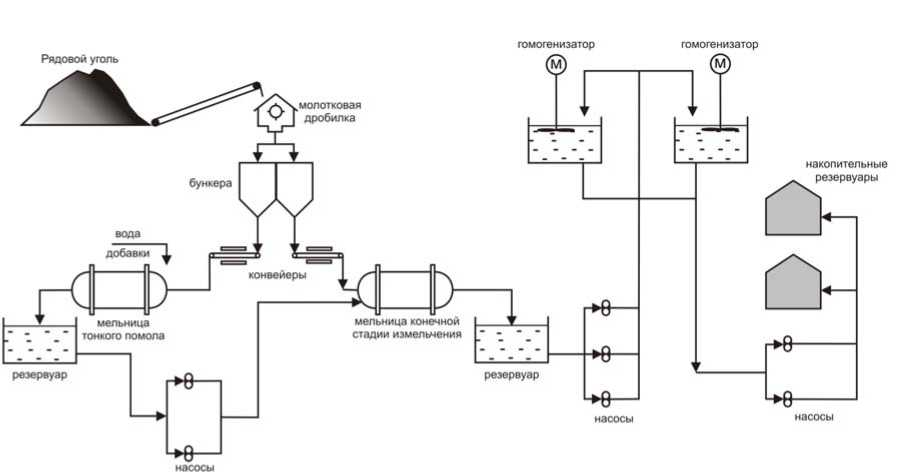 гомогенизатор
гомогенизатор
М
М
Рядовой уголь
молотковая
дробилка
накопительные
резервуары
бункера
вода
добавки
конвейеры
мельница
тонкого помола
мельница конечной
стадии измельчения
резервуар
резервуар
насосы
насосы
насосы